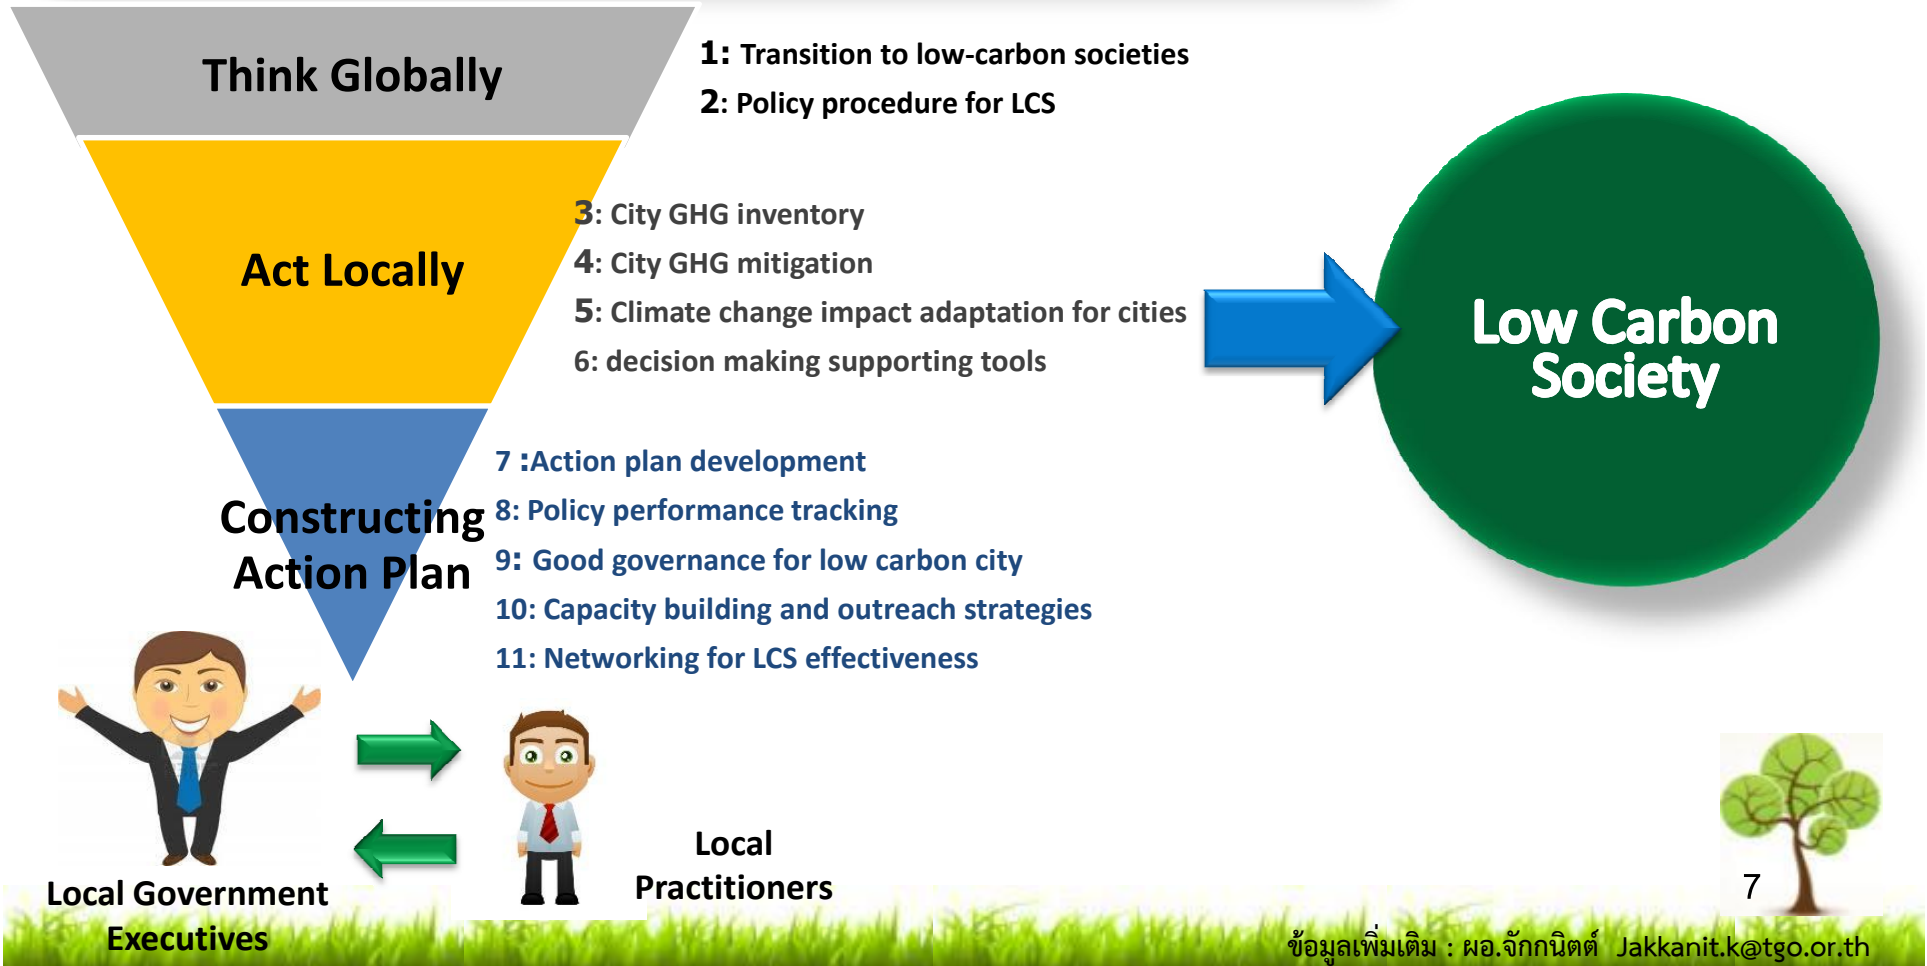 Think Globally
1: Transition to low-carbon societies
2: Policy procedure for LCS
Act Locally
3: City GHG inventory
4: City GHG mitigation
5: Climate change impact adaptation for cities
6: decision making supporting tools
Low Carbon
Society
Constructing
Action Plan
7 :Action plan development
8: Policy performance tracking
9: Good governance for low carbon city
10: Capacity building and outreach strategies
11: Networking for LCS effectiveness
Local Government
Executives
Local
Practitioners
7
ข้อมูลเพิ่มเติม : ผอ.จักกนิตต์ Jakkanit.k@tgo.or.th